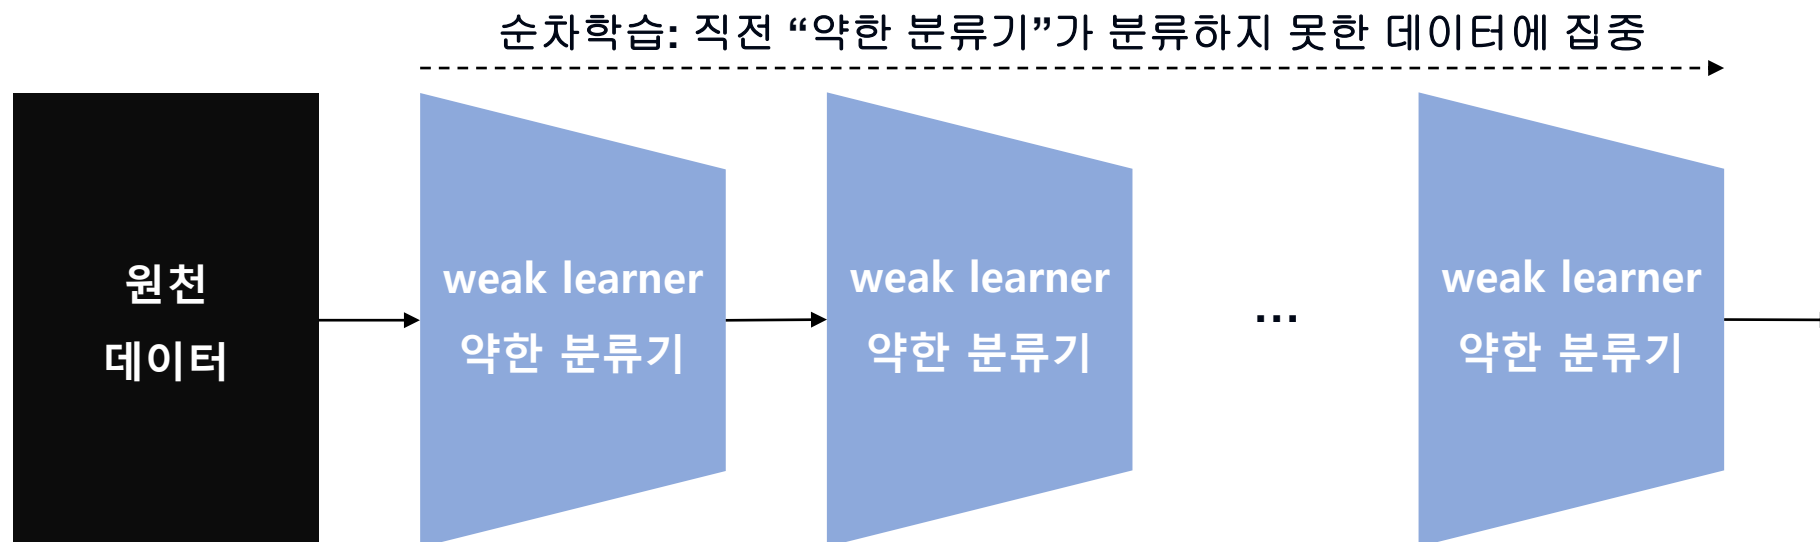 순차학습: 직전 “약한 분류기”가 분류하지 못한 데이터에 집중
원천
데이터
weak learner
약한 분류기
weak learner
약한 분류기
...
weak learner
약한 분류기